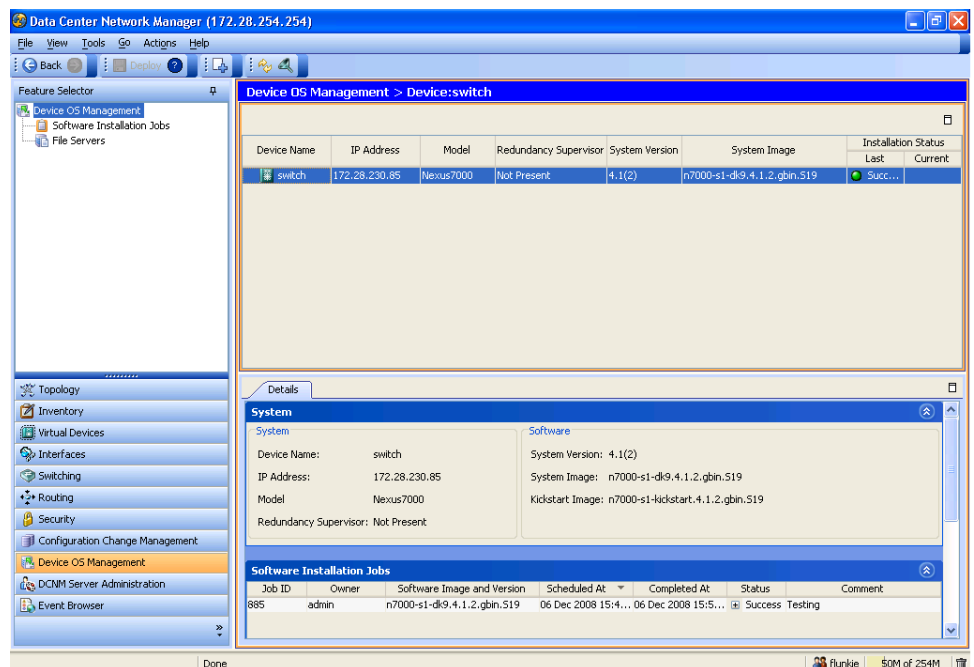 Data Center Network Manager (172.28.254.254)
File View Tools Go Actions Help
Back Deploy ?
Feature Selector
Device OS Management
Software Installation Jobs
File Servers
Topology
Inventory
Virtual Devices
Interfaces
Switching
Routing
Security
Configuration Change Management
Device OS Management
DCNM Server Administration
Event Browser
»
Device OS Management > Device:switch
Device Name IP Address Model Redundancy Supervisor System Version System Image Installation Status
Last Current
switch 172.28.230.85 Nexus7000 Not Present 4.1(2) n7000-s1-dk9.4.1.2.gbin.S19 Succ...
Details
System
System Software
Device Name: switch System Version: 4.1(2)
IP Address: 172.28.230.85 System Image: n7000-s1-dk9.4.1.2.gbin.S19
Model Nexus7000 Kickstart Image: n7000-s1-kickstart.4.1.2.gbin.S19
Redundancy Supervisor: Not Present
Software Installation Jobs
Job ID Owner Software Image and Version Scheduled At Completed At Status Comment
885 admin n7000-s1-dk9.4.1.2.gbin.S19 06 Dec 2008 15:4... 06 Dec 2008 15:5... Success Testing
Done flunkie 50M of 254M